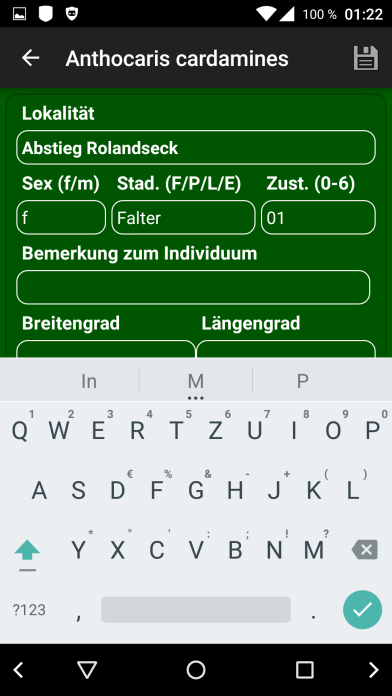 100 % 01:22
Anthocaris cardamines
Lokalität
Abstieg Rolandseck
Sex (f/m) Stad. (F/P/L/E) Zust. (0-6)
f Falter 01
Bemerkung zum Individuum
Breitengrad Längengrad
In M P
1 2 3 4 5 6 7 8 9 0
Q W E R T Z U I O P
€ % & - + ( )
A S D F G H J K L
* " ' : ; ! ?
Y X C V B N M
?123 , .